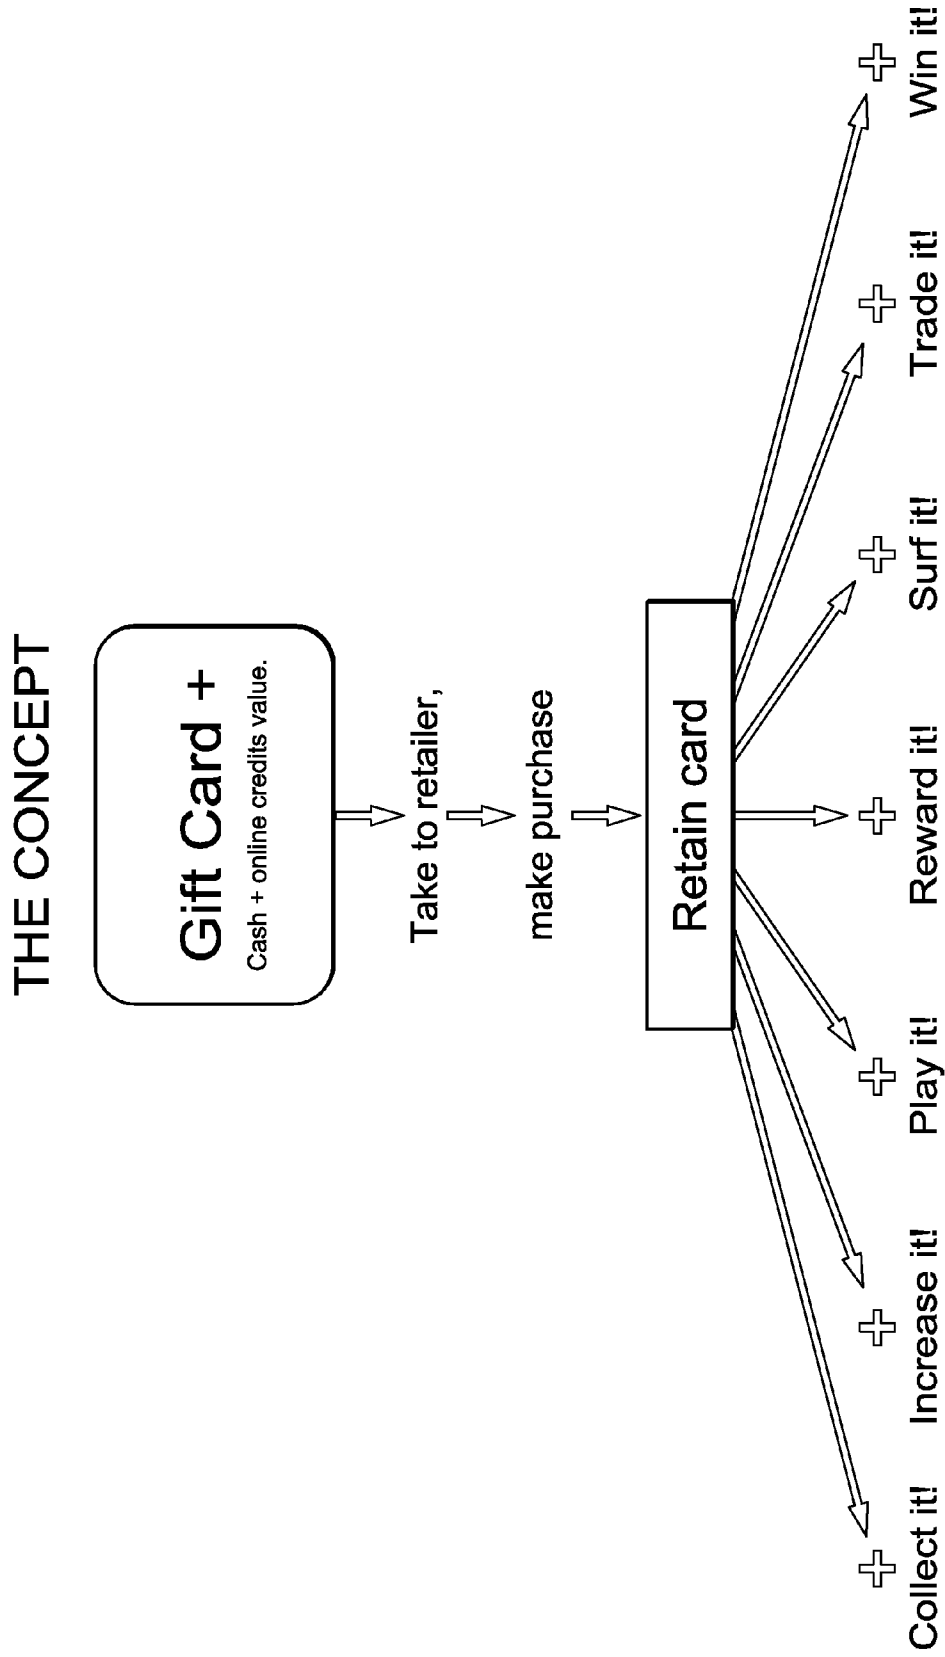 THE CONCEPT
Gift Card +
Cash + online credits value.
Take to retailer,
make purchase
Retain card
Collect it!
Increase it!
Play it!
Reward it!
Surf it!
Trade it!
Win it!